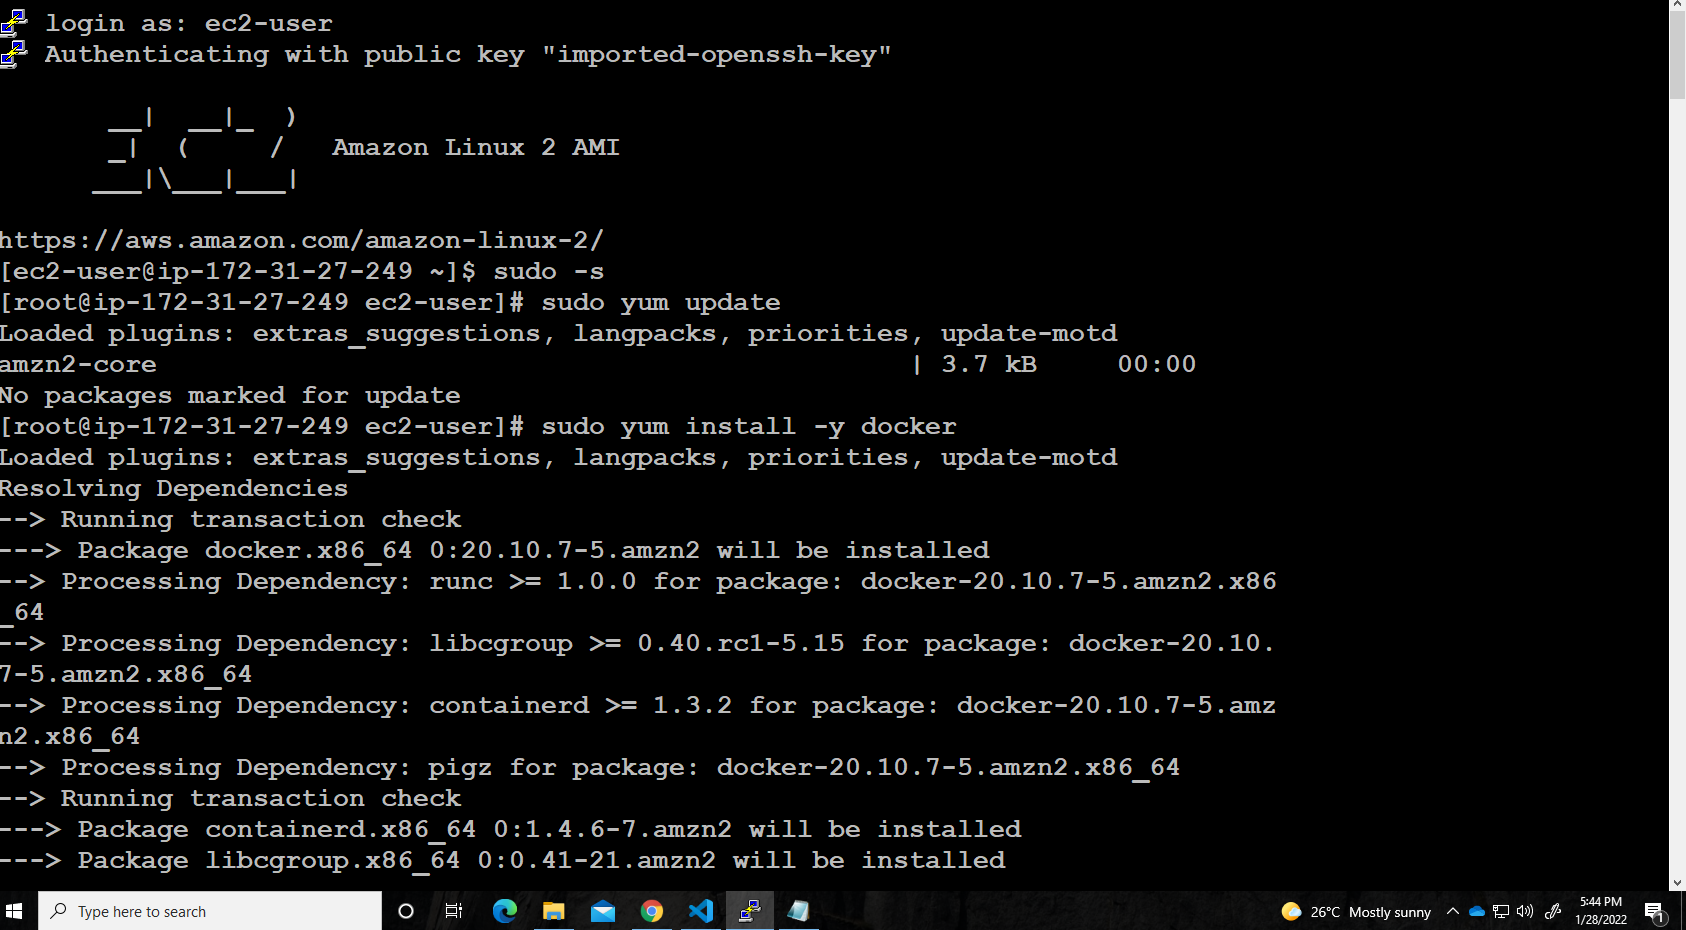 login as: ec2-user
Authenticating with public key "imported-openssh-key"
__|  __|_  )
_|  (     /   Amazon Linux 2 AMI
___|\___|___|
https://aws.amazon.com/amazon-linux-2/
[ec2-user@ip-172-31-27-249 ~]$ sudo -s
[root@ip-172-31-27-249 ec2-user]# sudo yum update
Loaded plugins: extras_suggestions, langpacks, priorities, update-motd
amzn2-core | 3.7 kB 00:00
No packages marked for update
[root@ip-172-31-27-249 ec2-user]# sudo yum install -y docker
Loaded plugins: extras_suggestions, langpacks, priorities, update-motd
Resolving Dependencies
--> Running transaction check
---> Package docker.x86_64 0:20.10.7-5.amzn2 will be installed
--> Processing Dependency: runc >= 1.0.0 for package: docker-20.10.7-5.amzn2.x86
_64
--> Processing Dependency: libcgroup >= 0.40.rc1-5.15 for package: docker-20.10.
7-5.amzn2.x86_64
--> Processing Dependency: containerd >= 1.3.2 for package: docker-20.10.7-5.amz
n2.x86_64
--> Processing Dependency: pigz for package: docker-20.10.7-5.amzn2.x86_64
--> Running transaction check
---> Package containerd.x86_64 0:1.4.6-7.amzn2 will be installed
---> Package libcgroup.x86_64 0:0.41-21.amzn2 will be installed
Type here to search
26°C Mostly sunny
5:44 PM
1/28/2022
1